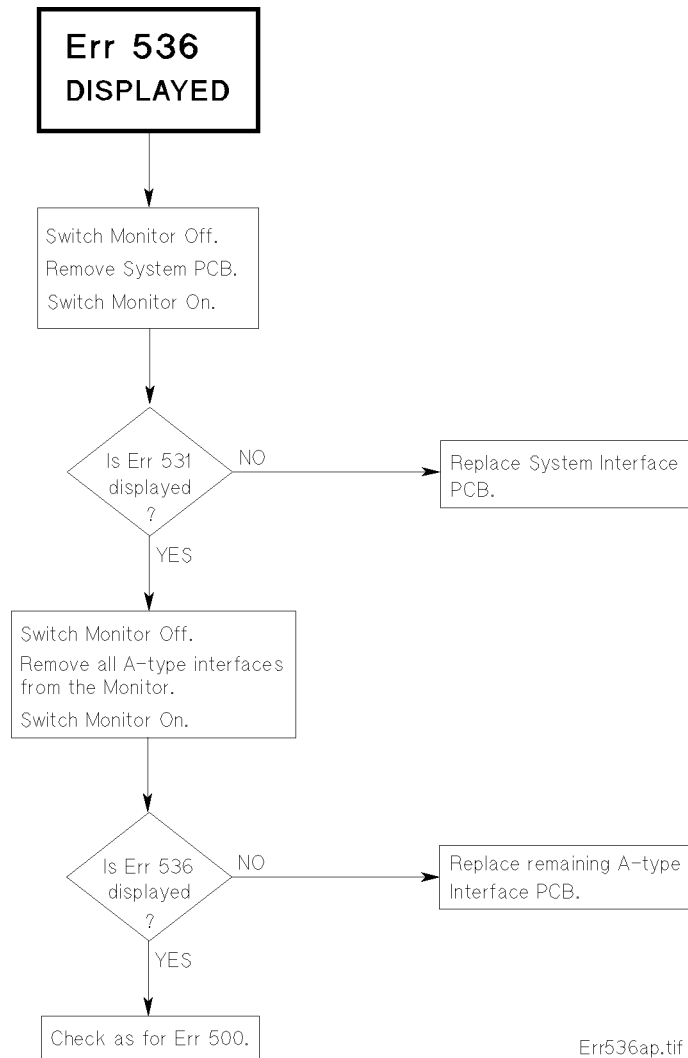 Err 536
DISPLAYED
Switch Monitor Off.
Remove System PCB.
Switch Monitor On.
Is Err 531
displayed
?
NO
Replace System Interface
PCB.
YES
Switch Monitor Off.
Remove all A-type interfaces
from the Monitor.
Switch Monitor On.
Is Err 536
displayed
?
NO
Replace remaining A-type
Interface PCB.
YES
Check as for Err 500.
Err536ap.tif